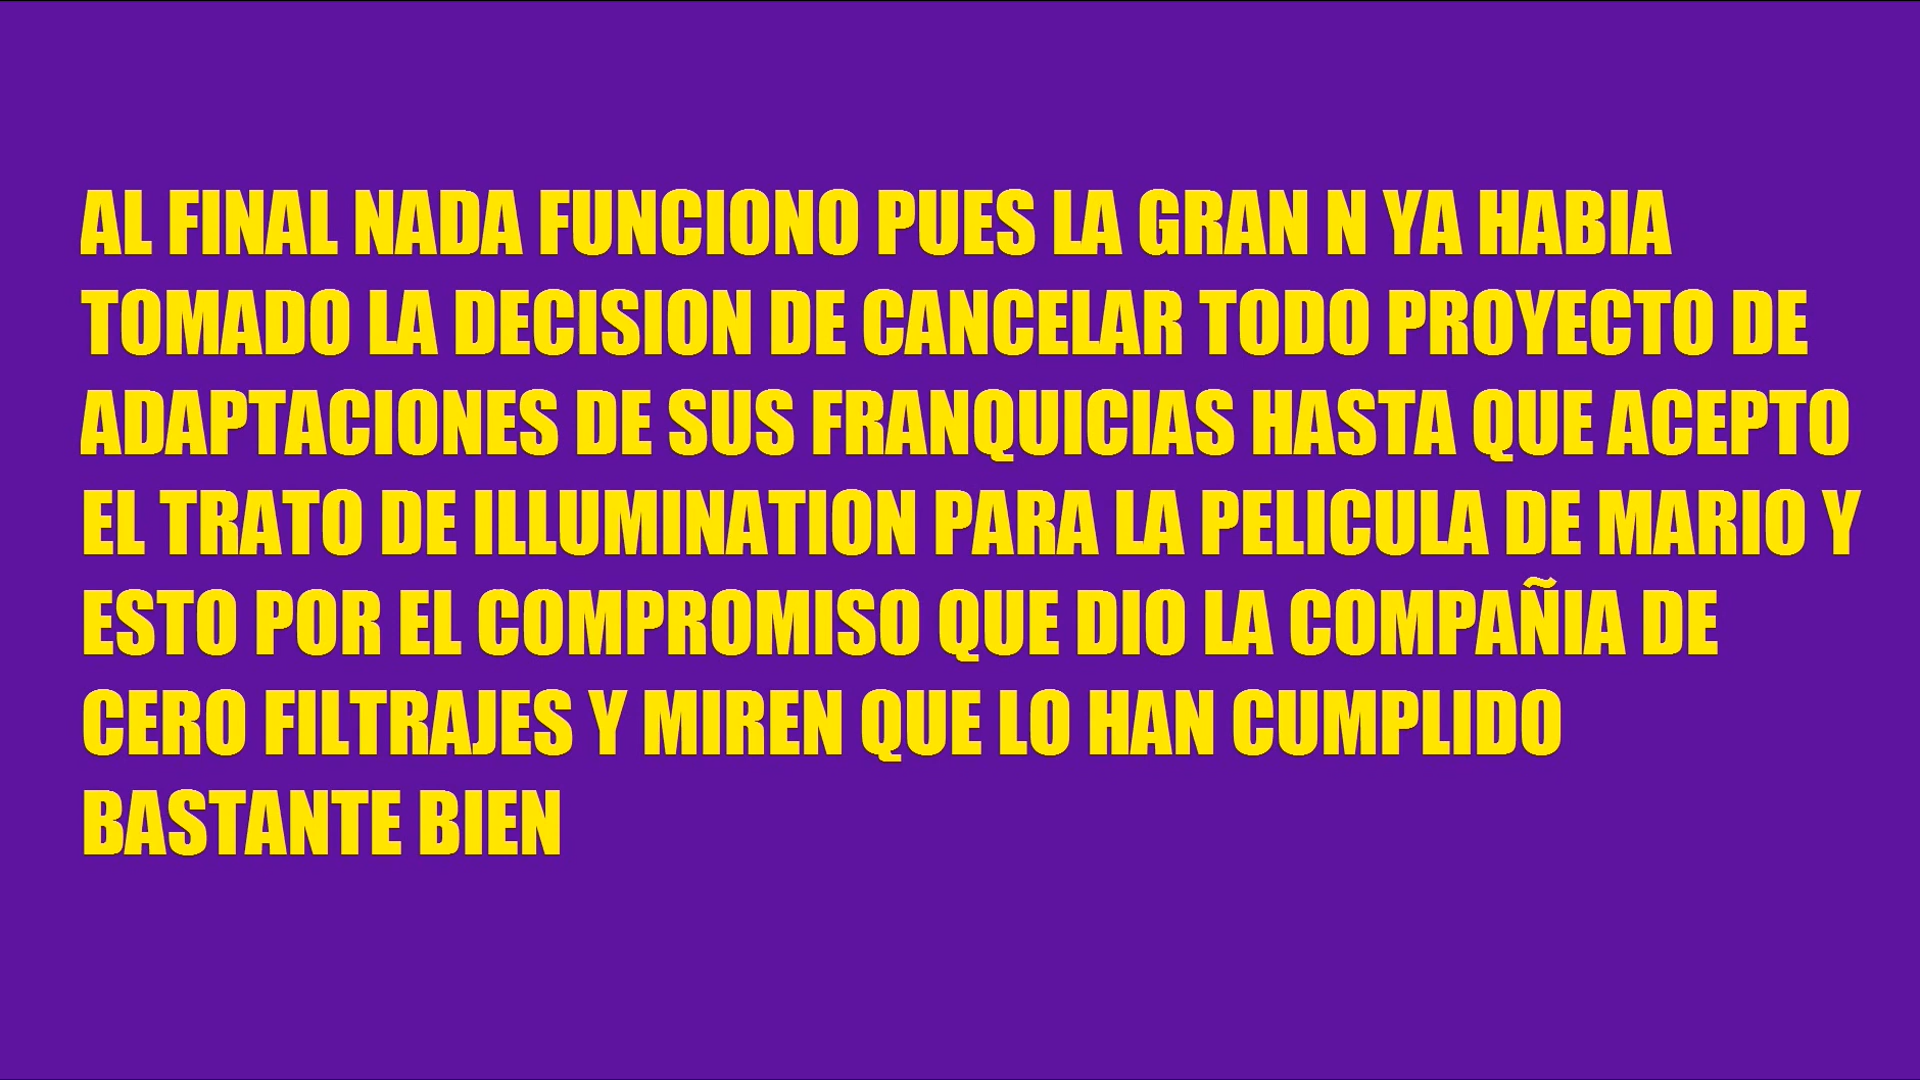 AL FINAL NADA FUNCIONO PUES LA GRAN N YA HABIA
TOMADO LA DECISION DE CANCELAR TODO PROYECTO DE
ADAPTACIONES DE SUS FRANQUICIAS HASTA QUE ACEPTO
EL TRATO DE ILLUMINATION PARA LA PELICULA DE MARIO Y
ESTO POR EL COMPROMISO QUE DIO LA COMPAÑIA DE
CERO FILTRAJES Y MIREN QUE LO HAN CUMPLIDO
BASTANTE BIEN